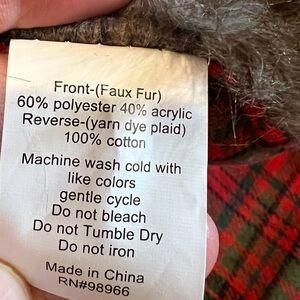 Front-(Faux Fur)
60% polyester 40% acrylic
Reverse-(yarn dye plaid)
100% cotton
Machine wash cold with
like colors
gentle cycle
Do not bleach
Do not Tumble Dry
Do not iron
Made in China
RN#98966